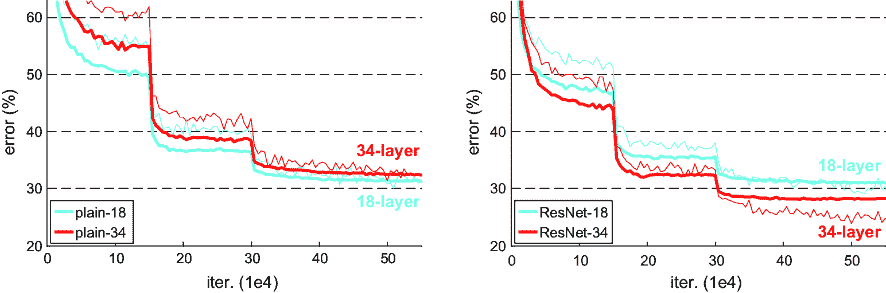 60
50
40
30
20
error (%)
34-layer
18-layer
plain-18
plain-34
0
10
20
30
40
50
iter. (1e4)
60
50
40
30
20
error (%)
18-layer
34-layer
ResNet-18
ResNet-34
0
10
20
30
40
50
iter. (1e4)